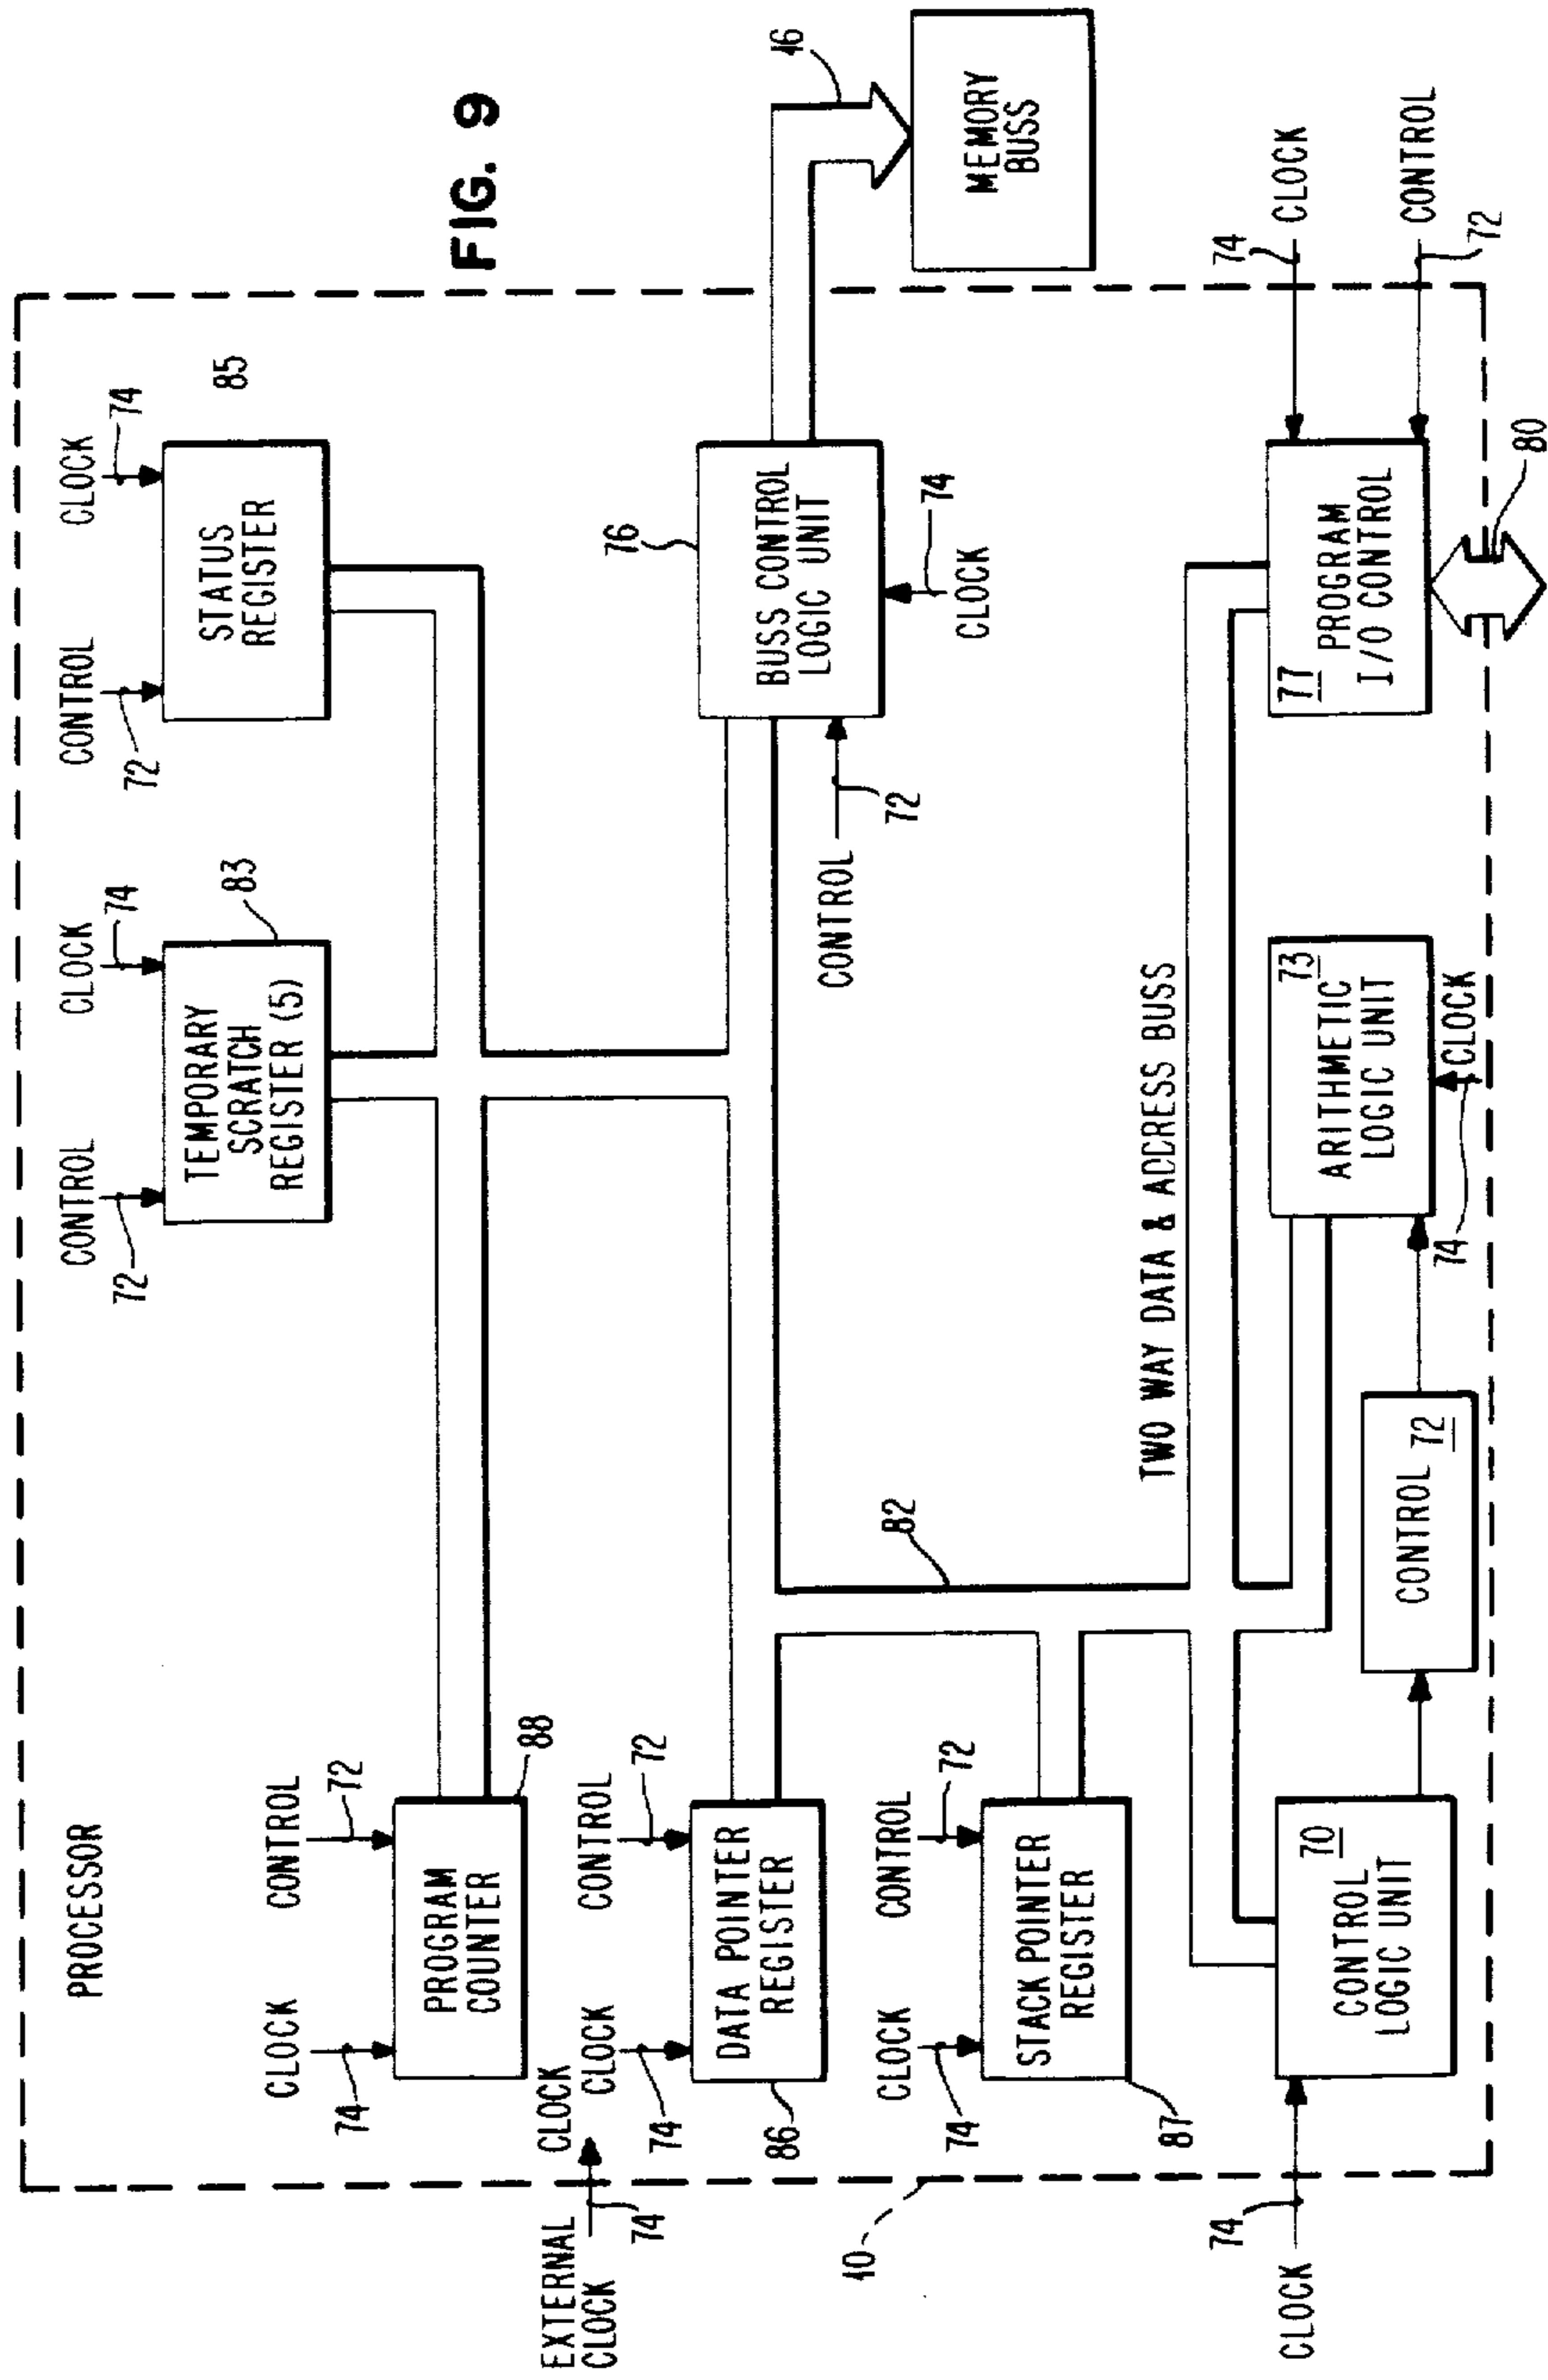 PROCESSOR
CONTROL
72
CLOCK
74
TEMPORARY
SCRATCH
REGISTER (5)
83
CONTROL
72
CLOCK
74
STATUS
REGISTER
85
FIG. 9
CLOCK
74
CONTROL
72
PROGRAM
COUNTER
88
EXTERNAL
CLOCK
74
CLOCK
CLOCK
74
CONTROL
72
DATA POINTER
REGISTER
86
76
BUSS CONTROL
LOGIC UNIT
CONTROL
72
74
CLOCK
16
MEMORY
BUSS
CLOCK
74
CONTROL
72
STACK POINTER
REGISTER
87
82
10
TWO WAY DATA & ADDRESS BUSS
CLOCK
74
70
CONTROL
LOGIC UNIT
CONTROL 72
73
ARITHMETIC
LOGIC UNIT
74
CLOCK
77 PROGRAM
I/O CONTROL
74
CLOCK
CONTROL
72
80